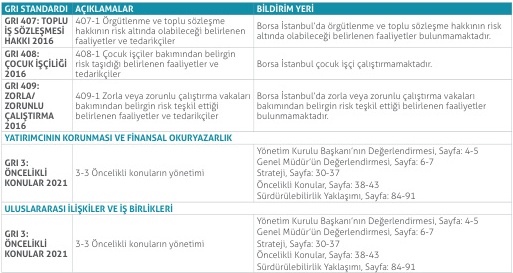 GRI STANDARDI AÇIKLAMALAR BİLDİRİM YERİ
GRI 407: TOPLU İŞ SÖZLEŞMESİ HAKKI 2016
407-1 Örgütlenme ve toplu sözleşme hakkının risk altında olabileceği belirlenen faaliyetler ve tedarikçiler
Borsa İstanbul'da örgütlenme ve toplu sözleşme hakkının risk altında olabileceği belirlenen faaliyetler bulunmamaktadır.
GRI 408: ÇOCUK İŞÇİLİĞİ 2016
408-1 Çocuk işçiler bakımından belirgin risk taşıdığı belirlenen faaliyetler ve tedarikçiler
Borsa İstanbul çocuk işçi çalıştırmamaktadır.
GRI 409: ZORLA/ ZORUNLU ÇALIŞTIRMA 2016
409-1 Zorla veya zorunlu çalıştırma vakaları bakımından belirgin risk teşkil ettiği belirlenen faaliyetler ve tedarikçiler
Borsa İstanbul'da zorla veya zorunlu çalıştırma vakaları bakımından belirgin risk teşkil ettiği belirlenen faaliyetler bulunmamaktadır.
YATIRIMCININ KORUNMASI VE FİNANSAL OKURYAZARLIK
GRI 3: ÖNCELİKLİ KONULAR 2021
3-3 Öncelikli konuların yönetimi
Yönetim Kurulu Başkanı'nın Değerlendirmesi, Sayfa: 4-5
Genel Müdür'ün Değerlendirmesi, Sayfa: 6-7
Strateji, Sayfa: 30-37
Öncelikli Konular, Sayfa: 38-43
Sürdürülebilirlik Yaklaşımı, Sayfa: 84-91
ULUSLARARASI İLİŞKİLER VE İŞ BİRLİKLERİ
GRI 3: ÖNCELİKLİ KONULAR 2021
3-3 Öncelikli konuların yönetimi
Yönetim Kurulu Başkanı'nın Değerlendirmesi, Sayfa: 4-5
Genel Müdür'ün Değerlendirmesi, Sayfa: 6-7
Strateji, Sayfa: 30-37
Öncelikli Konular, Sayfa: 38-43
Sürdürülebilirlik Yaklaşımı, Sayfa: 84-91